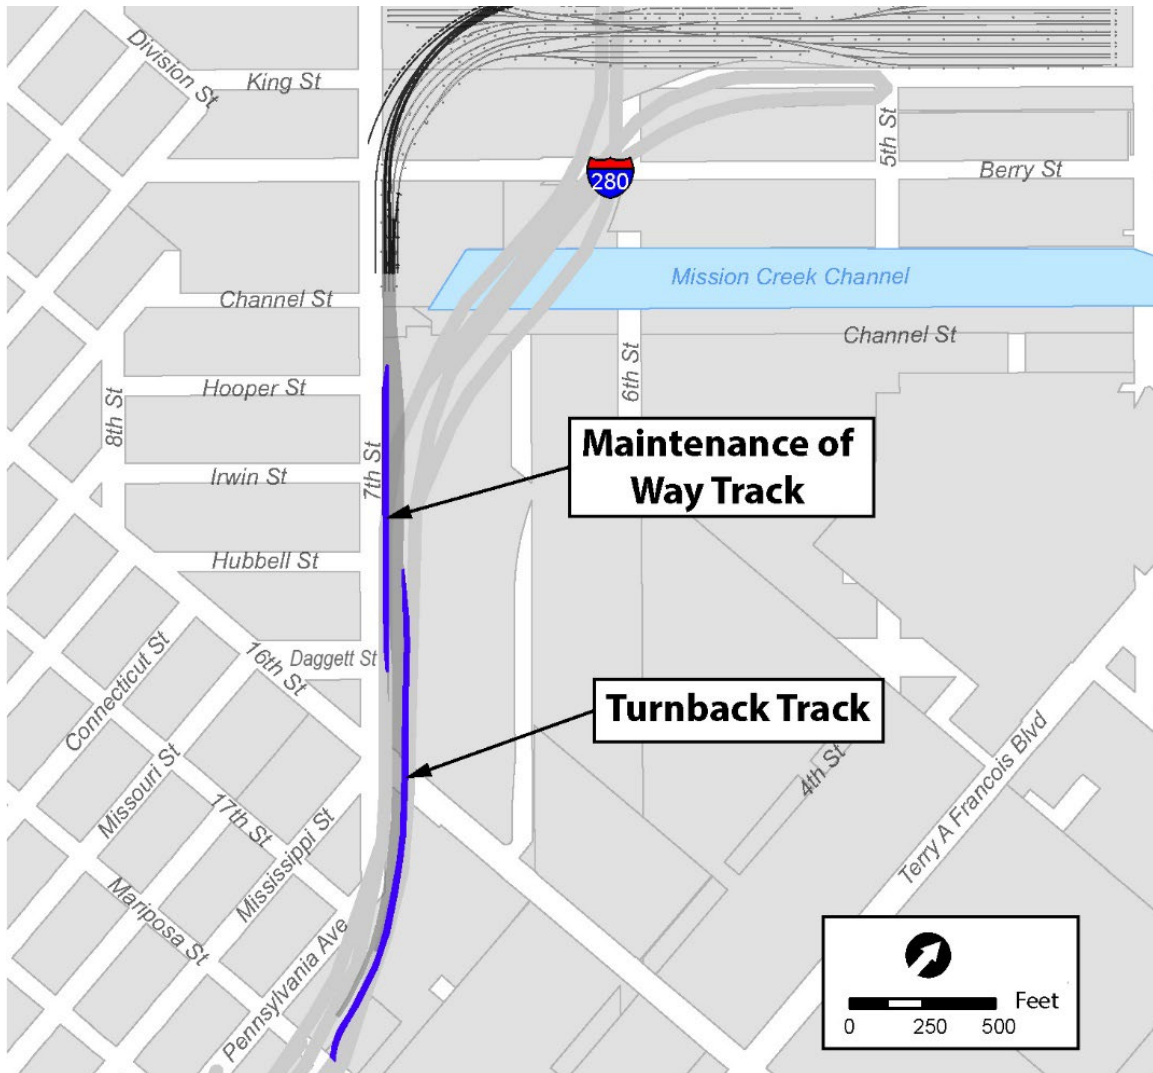 Division St
King St
5th St
280
Berry St
Mission Creek Channel
Channel St
Channel St
6th St
Hooper St
8th St
7th St
Maintenance of
Way Track
Irwin St
Hubbell St
16th St
Daggett St
Connecticut St
Turnback Track
Missouri St
17th St
Mississippi St
4th St
Terry A Francois Blvd
Mariposa St
Pennsylvania Ave
Feet
0 250 500